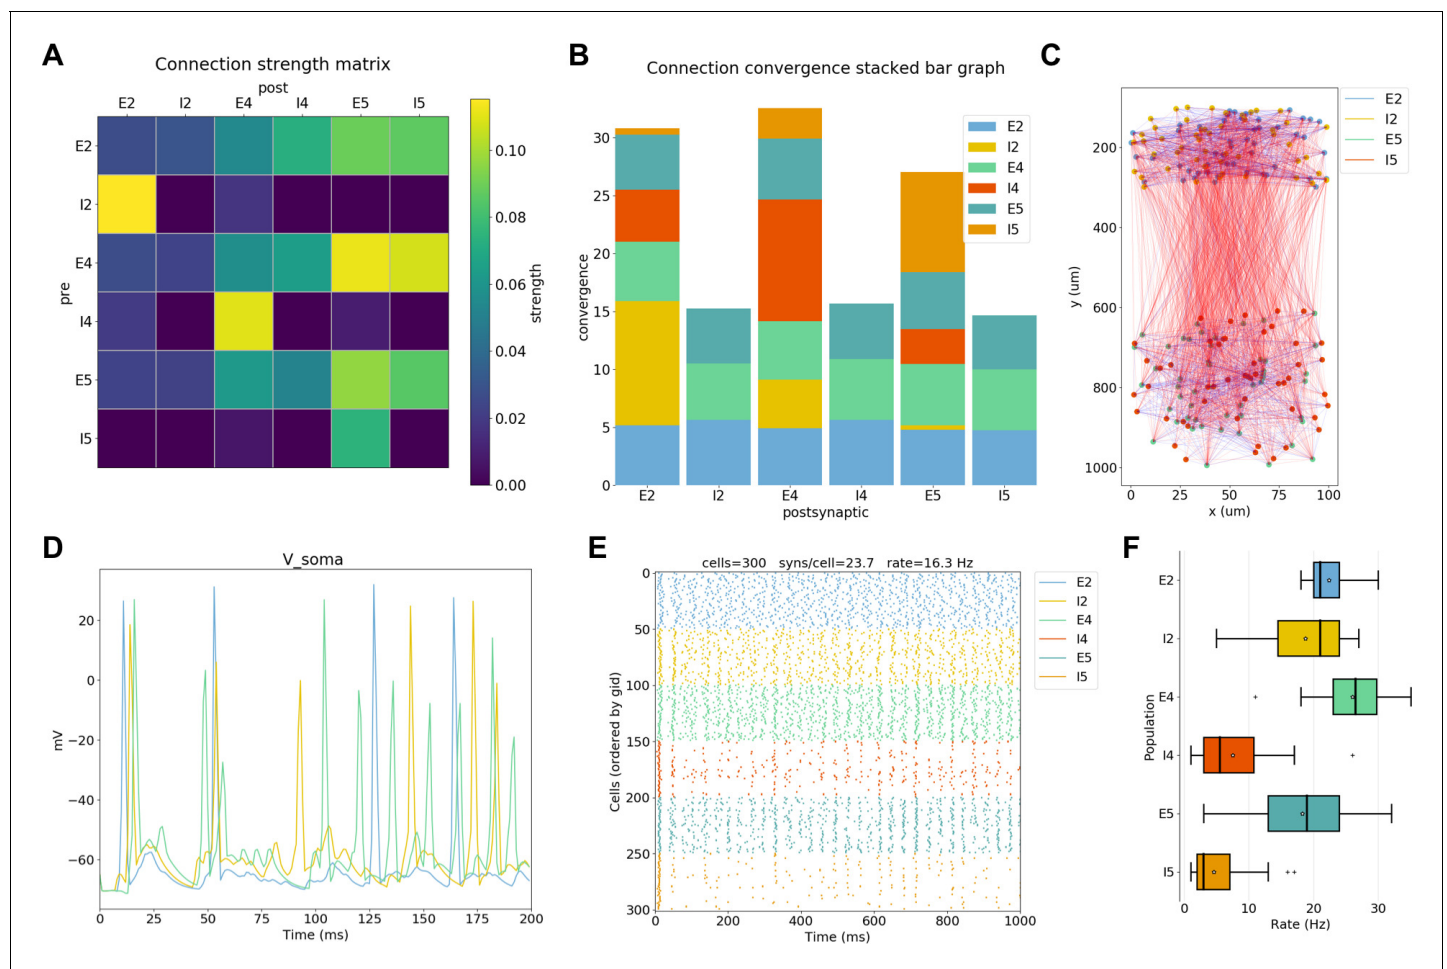 A
Connection strength matrix
post
E2 I2 E4 I4 E5 I5
E2
I2
E4
I4
E5
I5
pre
0.10
0.08
0.06
0.04
0.02
0.00
strength
B
Connection convergence stacked bar graph
30
25
20
15
10
5
0
convergence
E2 I2 E4 I4 E5 I5
postsynaptic
E2
I2
E4
I4
E5
I5
C
200
400
600
800
1000
y (um)
0 25 50 75 100
x (um)
E2
I2
E5
I5
D
V_soma
20
0
−20
−40
−60
mV
0 25 50 75 100 125 150 175 200
Time (ms)
E
cells=300 syns/cell=23.7 rate=16.3 Hz
0
50
100
150
200
250
300
Cells (ordered by gid)
0 200 400 600 800 1000
Time (ms)
E2
I2
E4
I4
E5
I5
F
E2
I2
E4
I4
E5
I5
Population
0 10 20 30
Rate (Hz)